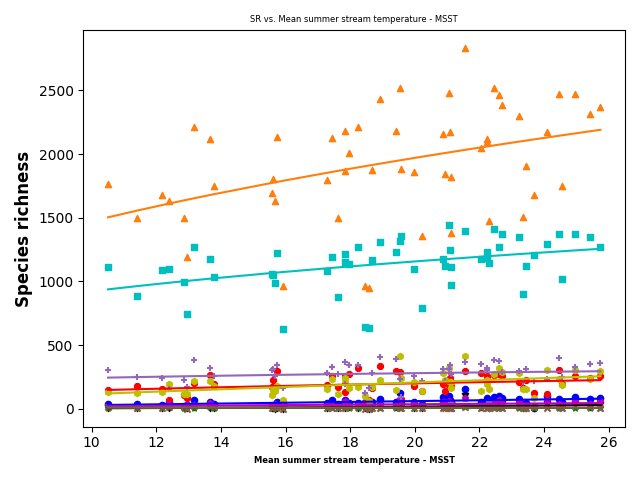 SR vs. Mean summer stream temperature - MSST
Species richness
2500
2000
1500
1000
500
0
10 12 14 16 18 20 22 24 26
Mean summer stream temperature - MSST